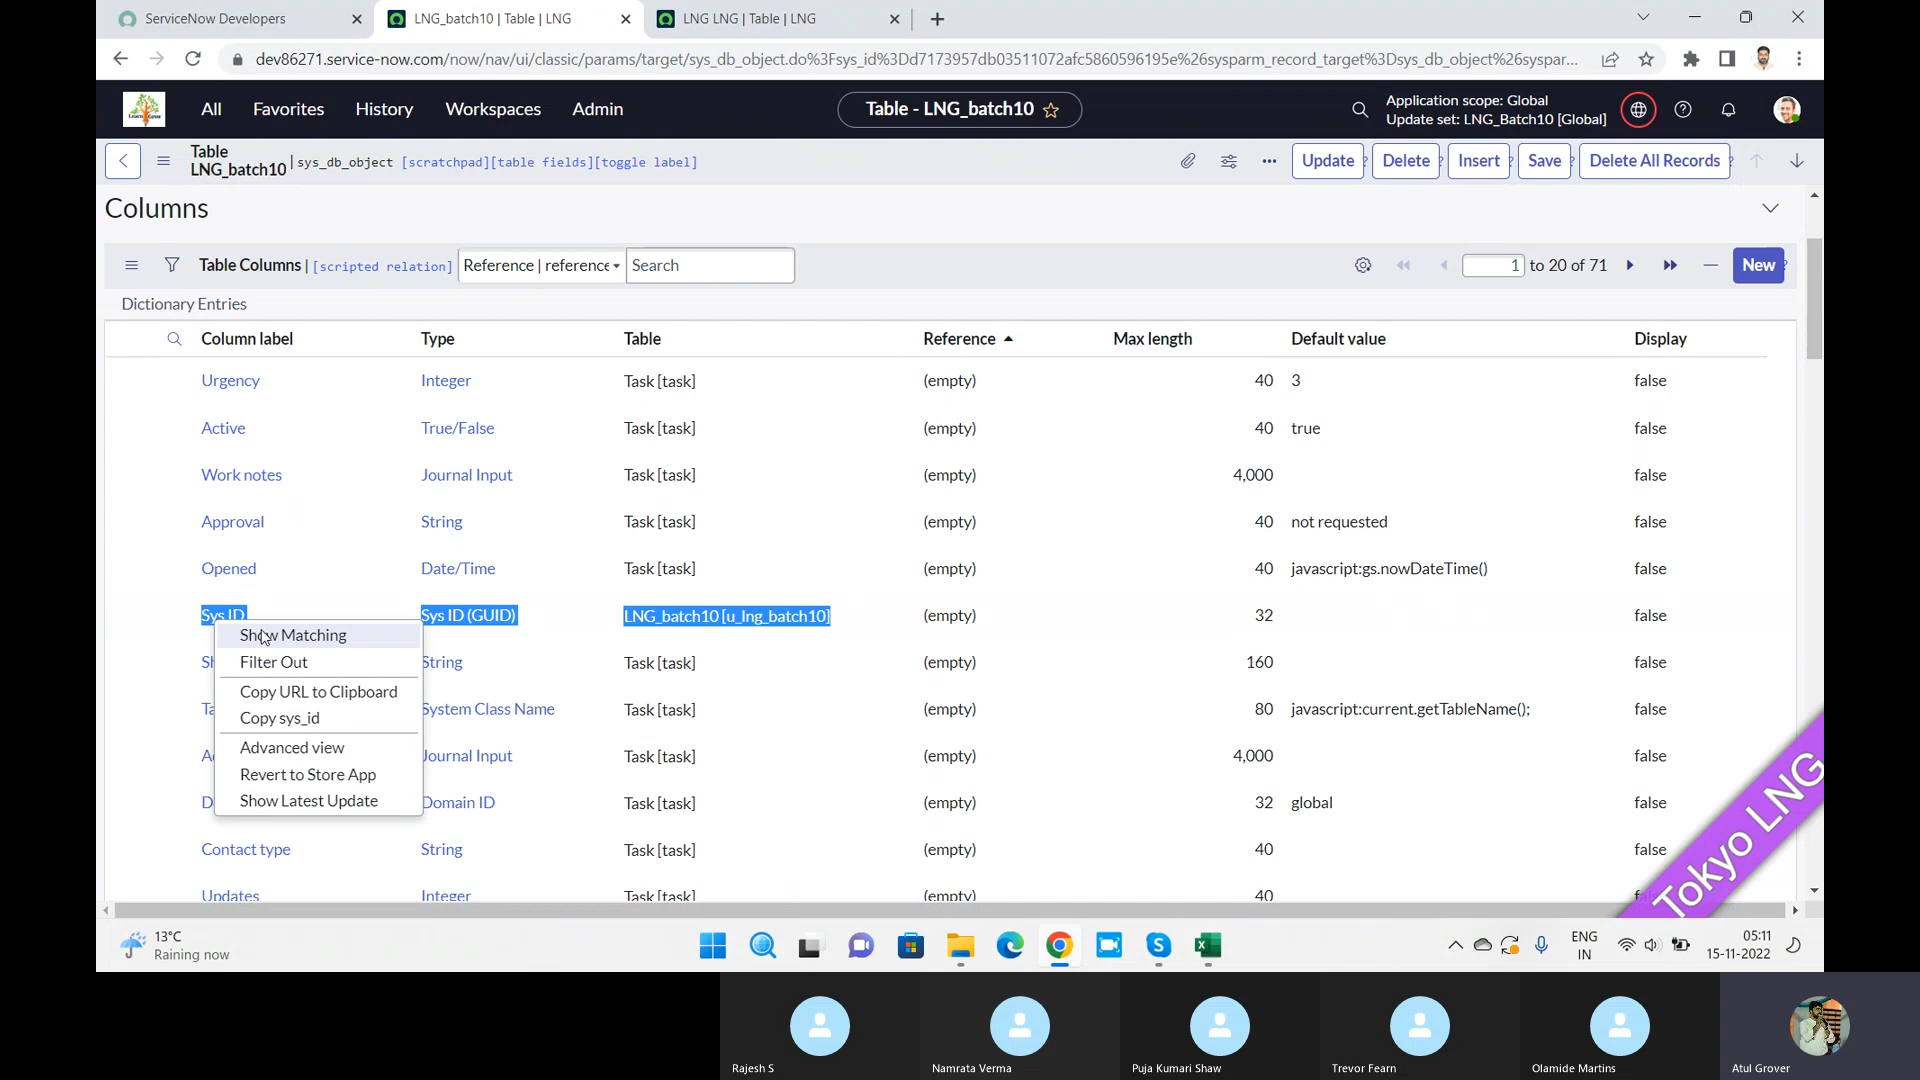 ServiceNow Developers
LNG_batch10 | Table | LNG
LNG LNG | Table | LNG
dev86271.service-now.com/now/nav/ui/classic/params/target/sys_db_object.do%3Fsys_id%3Dd7173957db03511072afc5860596195e%26sysparm_record_target%3Dsys_db_object%26syspar...
All Favorites History Workspaces Admin
Table - LNG_batch10
Application scope: Global
Update set: LNG_Batch10 [Global]
Table
LNG_batch10 | sys_db_object [scratchpad][table fields][toggle label]
Update Delete Insert Save Delete All Records
Columns
Table Columns | [scripted relation] Reference | reference Search 1 to 20 of 71 New
Dictionary Entries
Column label Type Table Reference Max length Default value Display
Urgency Integer Task [task] (empty) 40 3 false
Active True/False Task [task] (empty) 40 true false
Work notes Journal Input Task [task] (empty) 4,000 false
Approval String Task [task] (empty) 40 not requested false
Opened Date/Time Task [task] (empty) 40 javascript:gs.nowDateTime() false
Sys ID Sys ID (GUID) LNG_batch10 [u_lng_batch10] (empty) 32 false
Sh String Task [task] (empty) 160 false
Ta System Class Name Task [task] (empty) 80 javascript:current.getTableName(); false
Ac Journal Input Task [task] (empty) 4,000 false
D Domain ID Task [task] (empty) 32 global false
Contact type String Task [task] (empty) 40 false
Updates Integer Task [task] (empty) 40 false
Show Matching
Filter Out
Copy URL to Clipboard
Copy sys_id
Advanced view
Revert to Store App
Show Latest Update
Tokyo LNG
13°C
Raining now
ENG
IN
05:11
15-11-2022
Rajesh S
Namrata Verma
Puja Kumari Shaw
Trevor Fearn
Olamide Martins
Atul Grover